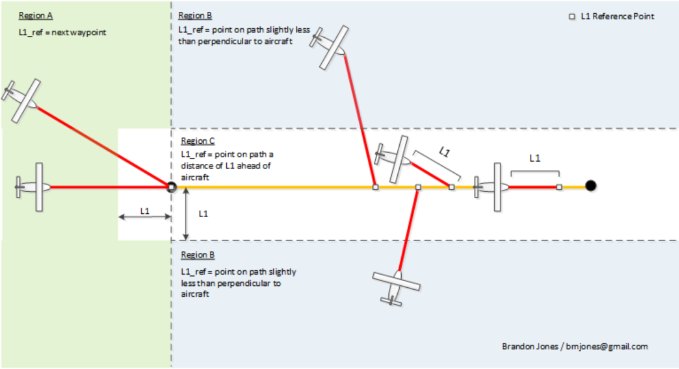 Region A
L1_ref = next waypoint
Region B
L1_ref = point on path slightly less
than perpendicular to aircraft
L1 Reference Point
Region C
L1_ref = point on path a
distance of L1 ahead of
aircraft
L1
L1
L1
L1
Region B
L1_ref = point on path slightly
less than perpendicular to
aircraft
Brandon Jones / bmjones@gmail.com